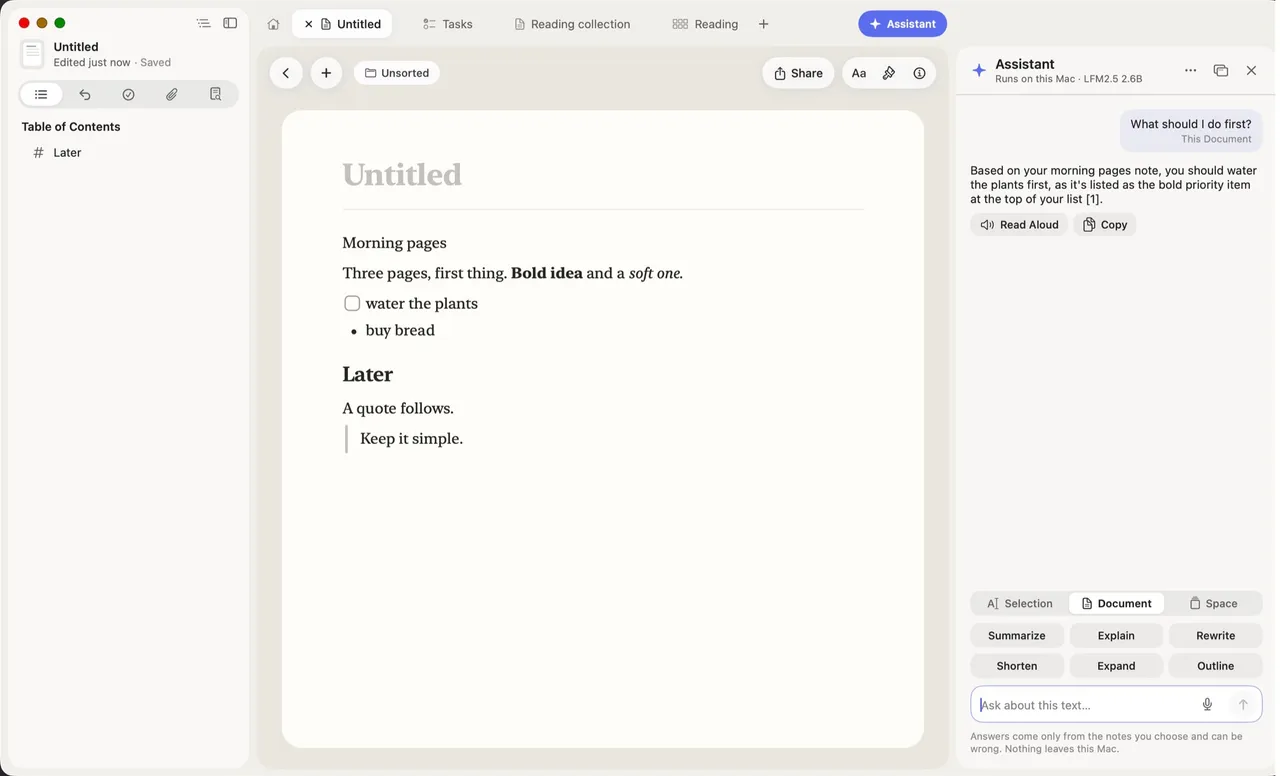 Untitled
Edited just now · Saved
Table of Contents
# Later
Untitled
Tasks
Reading collection
Reading
Assistant
Unsorted
Share
Aa
Untitled
Morning pages
Three pages, first thing. Bold idea and a soft one.
water the plants
• buy bread
Later
A quote follows.
Keep it simple.
Assistant
Runs on this Mac · LFM2.5 2.6B
What should I do first?
This Document
Based on your morning pages note, you should water
the plants first, as it's listed as the bold priority item
at the top of your list [1].
Read Aloud
Copy
Selection
Document
Space
Summarize
Explain
Rewrite
Shorten
Expand
Outline
Ask about this text...
Answers come only from the notes you choose and can be
wrong. Nothing leaves this Mac.